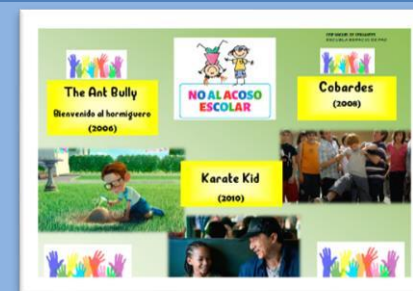 The Ant Bully
Bienvenido al hormiguero
(2006)
NO AL ACOSO
ESCOLAR
Cobardes
(2008)
Karate Kid
(2010)